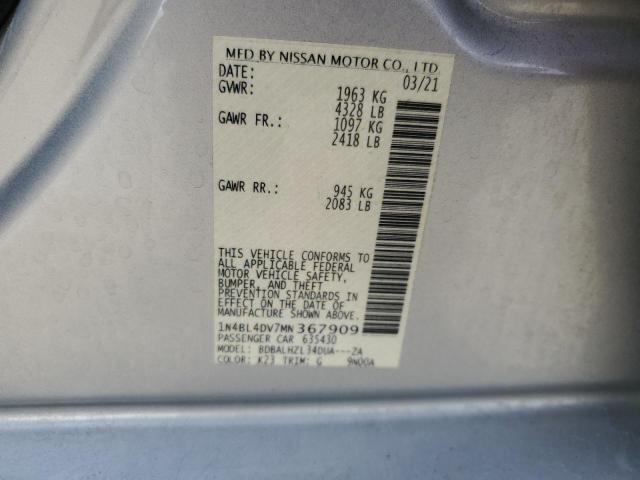 MFD BY NISSAN MOTOR CO., LTD
DATE: 03/21
GVWR: 1963 KG
4328 LB
GAWR FR.: 1097 KG
2418 LB
GAWR RR.: 945 KG
2083 LB
THIS VEHICLE CONFORMS TO
ALL APPLICABLE FEDERAL
MOTOR VEHICLE SAFETY,
BUMPER, AND THEFT
PREVENTION STANDARDS IN
EFFECT ON THE DATE OF
MANUFACTURE SHOWN ABOVE.
1N4BL4DV7MN367909
PASSENGER CAR 635430
MODEL: BDBALHZL34DUA---ZA
COLOR: K23 TRIM: G 9N00A